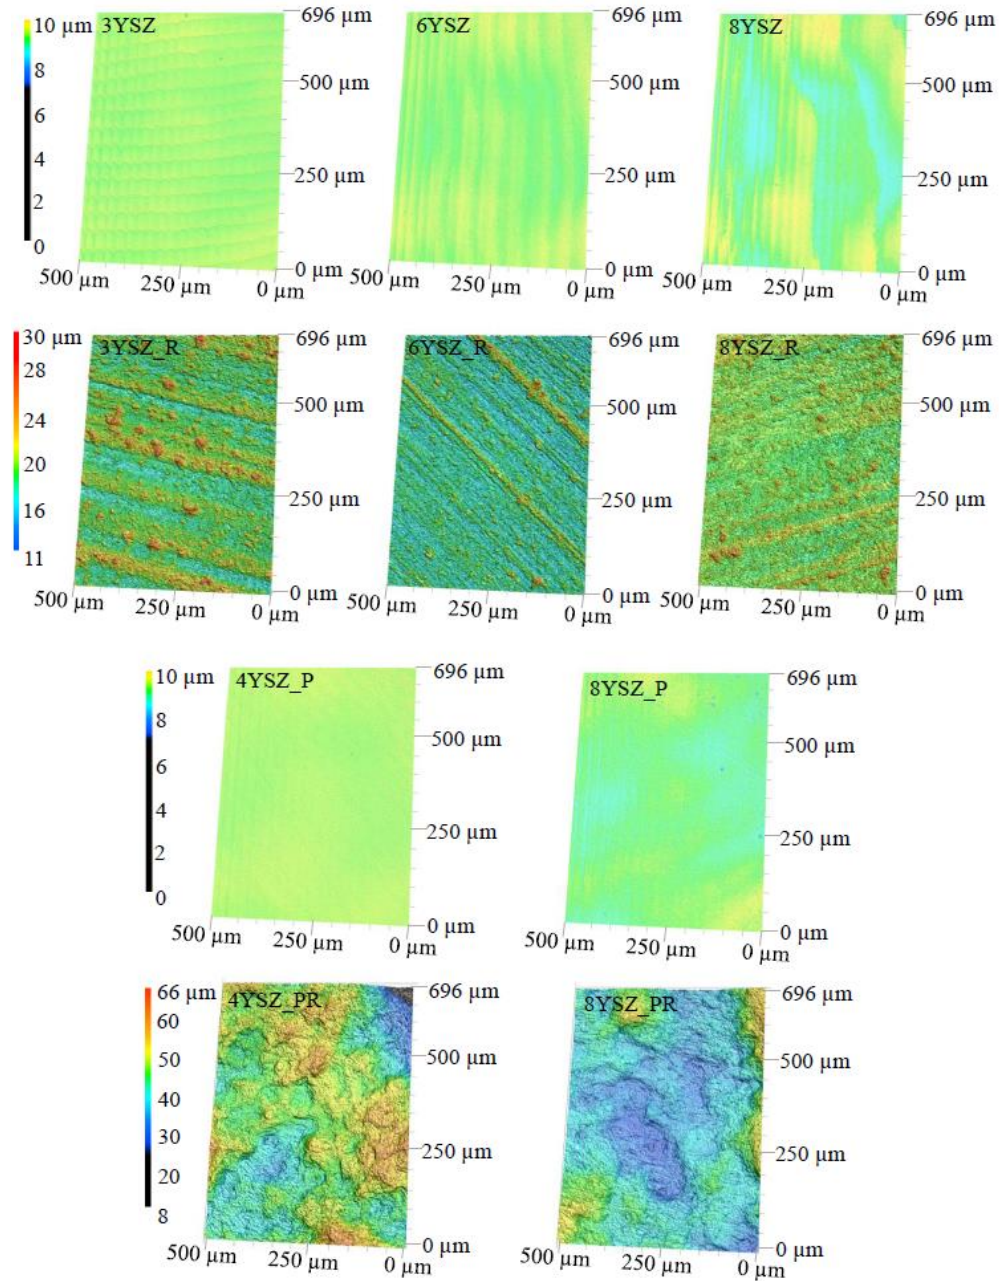 10 µm 3YSZ 696 µm 6YSZ 696 µm 8YSZ 696 µm
8 500 µm 500 µm 500 µm
6
4 250 µm 250 µm 250 µm
2
0 0 µm 0 µm 0 µm
500 µm 250 µm 0 µm 500 µm 250 µm 0 µm 500 µm 250 µm 0 µm
30 µm 3YSZ_R 696 µm 6YSZ_R 696 µm 8YSZ_R 696 µm
28
24 500 µm 500 µm 500 µm
20
16 250 µm 250 µm 250 µm
11
0 µm 0 µm 0 µm
500 µm 250 µm 0 µm 500 µm 250 µm 0 µm 500 µm 250 µm 0 µm
10 µm 4YSZ_P 696 µm 8YSZ_P 696 µm
8 500 µm 500 µm
6
4 250 µm 250 µm
2
0 0 µm 0 µm
500 µm 250 µm 0 µm 500 µm 250 µm 0 µm
66 µm 4YSZ_PR 696 µm 8YSZ_PR 696 µm
60
50 500 µm 500 µm
40
30 250 µm 250 µm
20
8 0 µm 0 µm
500 µm 250 µm 0 µm 500 µm 250 µm 0 µm